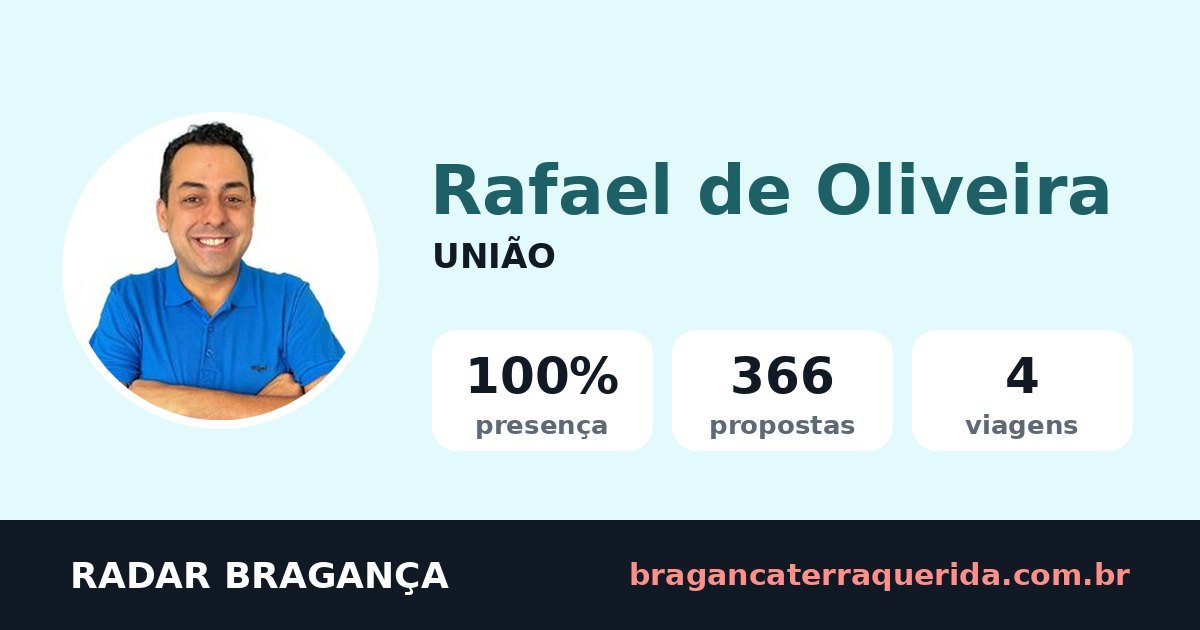 Rafael de Oliveira
UNIÃO
100%
presença
366
propostas
4
viagens
RADAR BRAGANÇA
bragancaterraquerida.com.br